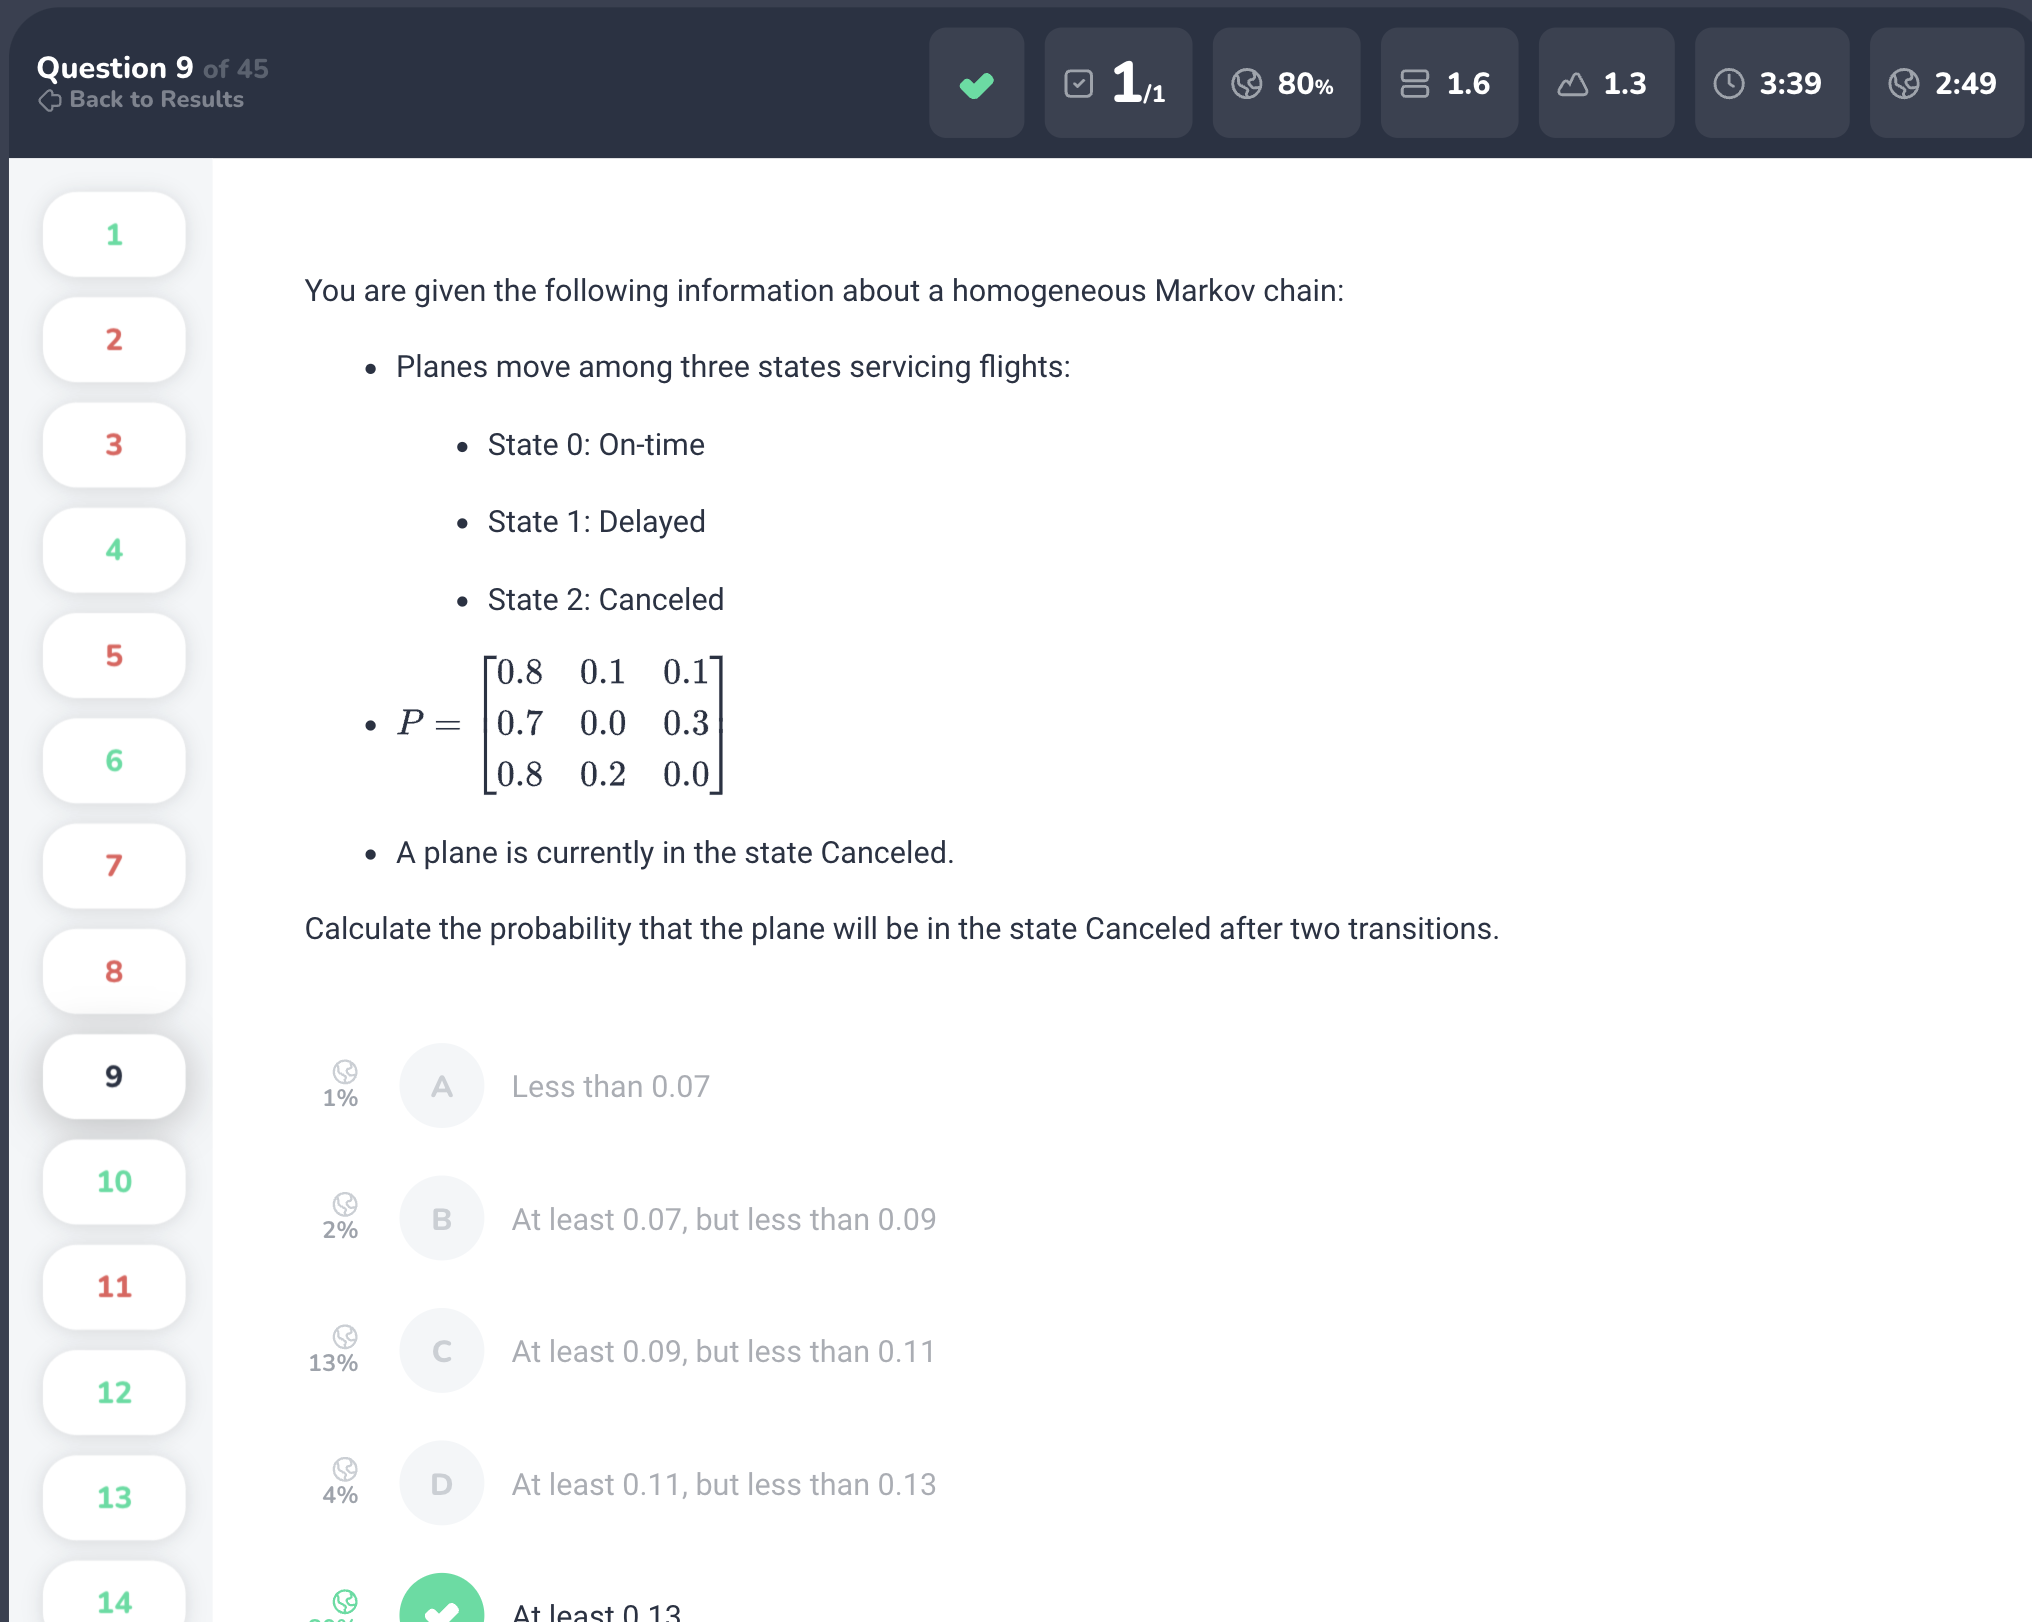 Question 9 of 45
Back to Results
1/1
80%
1.6
1.3
3:39
2:49
1
2
3
4
5
6
7
8
9
10
11
12
13
14
You are given the following information about a homogeneous Markov chain:
• Planes move among three states servicing flights:
• State 0: On-time
• State 1: Delayed
• State 2: Canceled
• P = [0.8 0.1 0.1
0.7 0.0 0.3
0.8 0.2 0.0]
• A plane is currently in the state Canceled.
Calculate the probability that the plane will be in the state Canceled after two transitions.
1% A Less than 0.07
2% B At least 0.07, but less than 0.09
13% C At least 0.09, but less than 0.11
4% D At least 0.11, but less than 0.13
At least 0.13